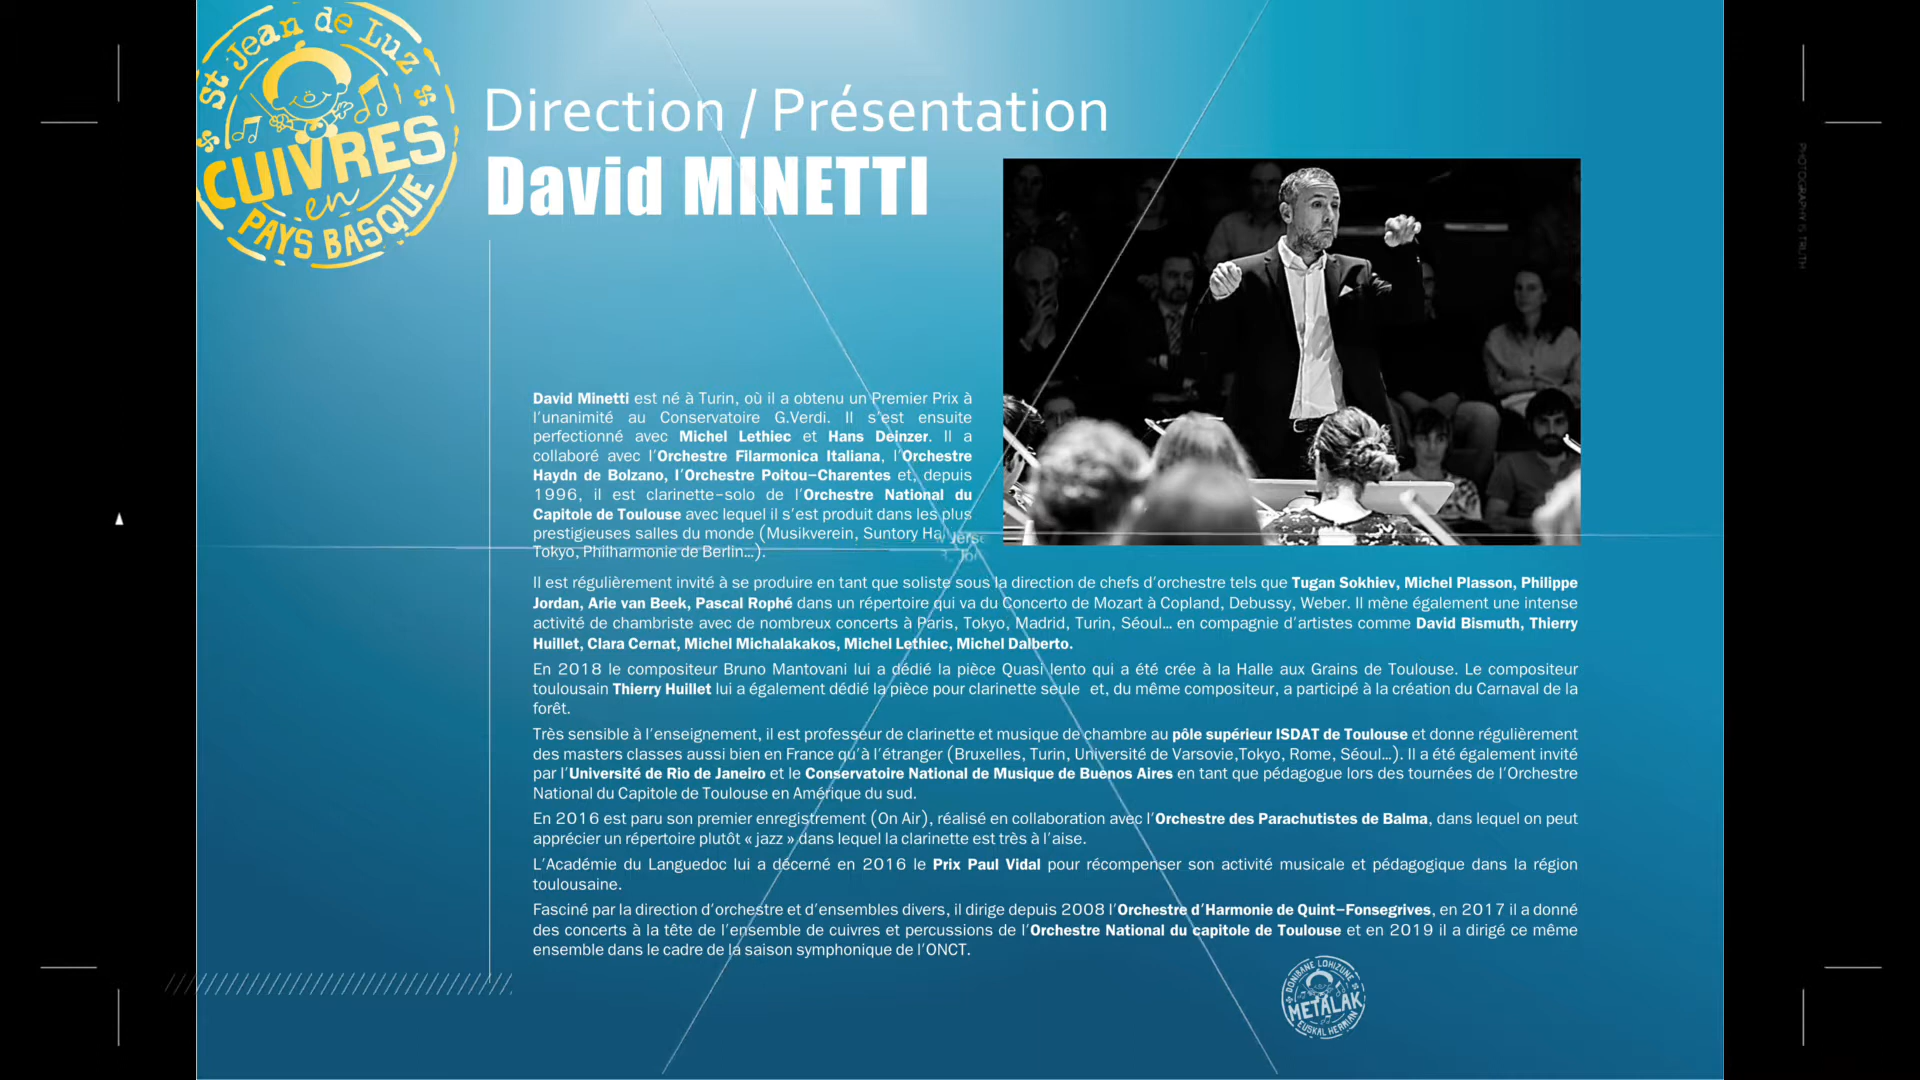 St Jean de Luz
CUIVRES
en
PAYS BASQUE
Direction / Présentation
David MINETTI
PHOTOGRAPHY IS TRUTH
David Minetti est né à Turin, où il a obtenu un Premier Prix à
l'unanimité au Conservatoire G.Verdi. Il s'est ensuite
perfectionné avec Michel Lethiec et Hans Deinzer. Il a
collaboré avec l'Orchestre Filarmonica Italiana, l'Orchestre
Haydn de Bolzano, l'Orchestre Poitou-Charentes et, depuis
1996, il est clarinette-solo de l'Orchestre National du
Capitole de Toulouse avec lequel il s'est produit dans les plus
prestigieuses salles du monde (Musikverein, Suntory
Tokyo, Philharmonie de Berlin...).
Il est régulièrement invité à se produire en tant que soliste sous la direction de chefs d'orchestre tels que Tugan Sokhiev, Michel Plasson, Philippe
Jordan, Arie van Beek, Pascal Rophé dans un répertoire qui va du Concerto de Mozart à Copland, Debussy, Weber. Il mène également une intense
activité de chambriste avec de nombreux concerts à Paris, Tokyo, Madrid, Turin, Séoul... en compagnie d'artistes comme David Bismuth, Thierry
Huillet, Clara Cernat, Michel Michalakakos, Michel Lethiec, Michel Dalberto.
En 2018 le compositeur Bruno Mantovani lui a dédié la pièce Quasi lento qui a été crée à la Halle aux Grains de Toulouse. Le compositeur
toulousain Thierry Huillet lui a également dédié la pièce pour clarinette seule et, du même compositeur, a participé à la création du Carnaval de la
forêt.
Très sensible à l'enseignement, il est professeur de clarinette et musique de chambre au pôle supérieur ISDAT de Toulouse et donne régulièrement
des masters classes aussi bien en France qu'à l'étranger (Bruxelles, Turin, Université de Varsovie,Tokyo, Rome, Séoul...). Il a été également invité
par l'Université de Rio de Janeiro et le Conservatoire National de Musique de Buenos Aires en tant que pédagogue lors des tournées de l'Orchestre
National du Capitole de Toulouse en Amérique du sud.
En 2016 est paru son premier enregistrement (On Air), réalisé en collaboration avec l'Orchestre des Parachutistes de Balma, dans lequel on peut
apprécier un répertoire plutôt « jazz » dans lequel la clarinette est très à l'aise.
L'Académie du Languedoc lui a décerné en 2016 le Prix Paul Vidal pour récompenser son activité musicale et pédagogique dans la région
toulousaine.
Fasciné par la direction d'orchestre et d'ensembles divers, il dirige depuis 2008 l'Orchestre d'Harmonie de Quint-Fonsegrives, en 2017 il a donné
des concerts à la tête de l'ensemble de cuivres et percussions de l'Orchestre National du capitole de Toulouse et en 2019 il a dirigé ce même
ensemble dans le cadre de la saison symphonique de l'ONCT.
DONIBANE LOHIZUNE
METALAK
EUSKAL HERRIAN